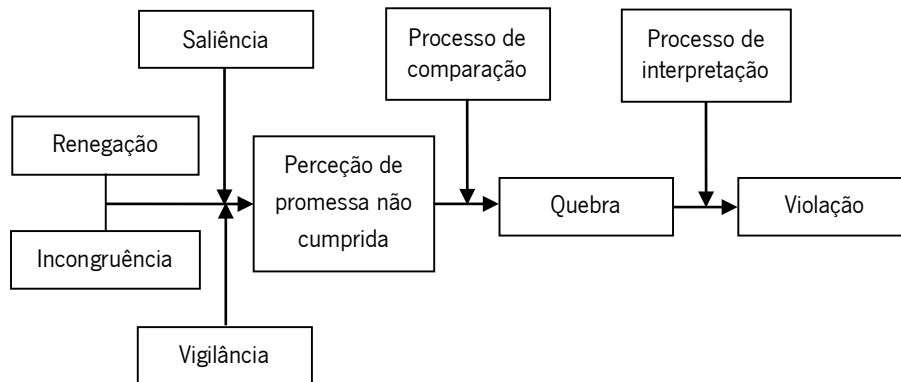 Saliência
Processo de
comparação
Processo de
interpretação
Renegação
Perceção de
promessa não
cumprida
Quebra
Violação
Incongruência
Vigilância